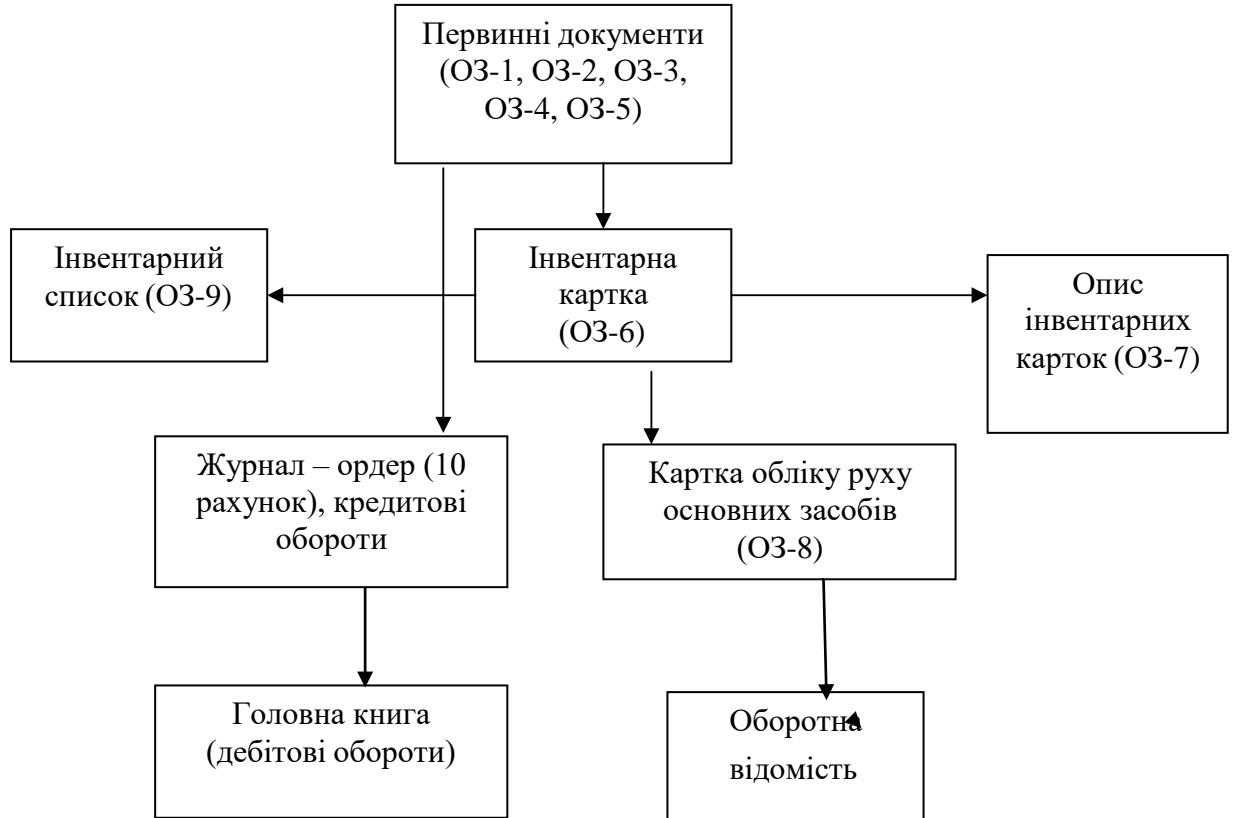 Первинні документи
(ОЗ-1, ОЗ-2, ОЗ-3,
ОЗ-4, ОЗ-5)
Інвентарний
список (ОЗ-9)
Інвентарна
картка
(ОЗ-6)
Опис
інвентарних
карток (ОЗ-7)
Журнал – ордер (10
рахунок), кредитові
обороти
Картка обліку руху
основних засобів
(ОЗ-8)
Головна книга
(дебітові обороти)
Оборотна
відомість